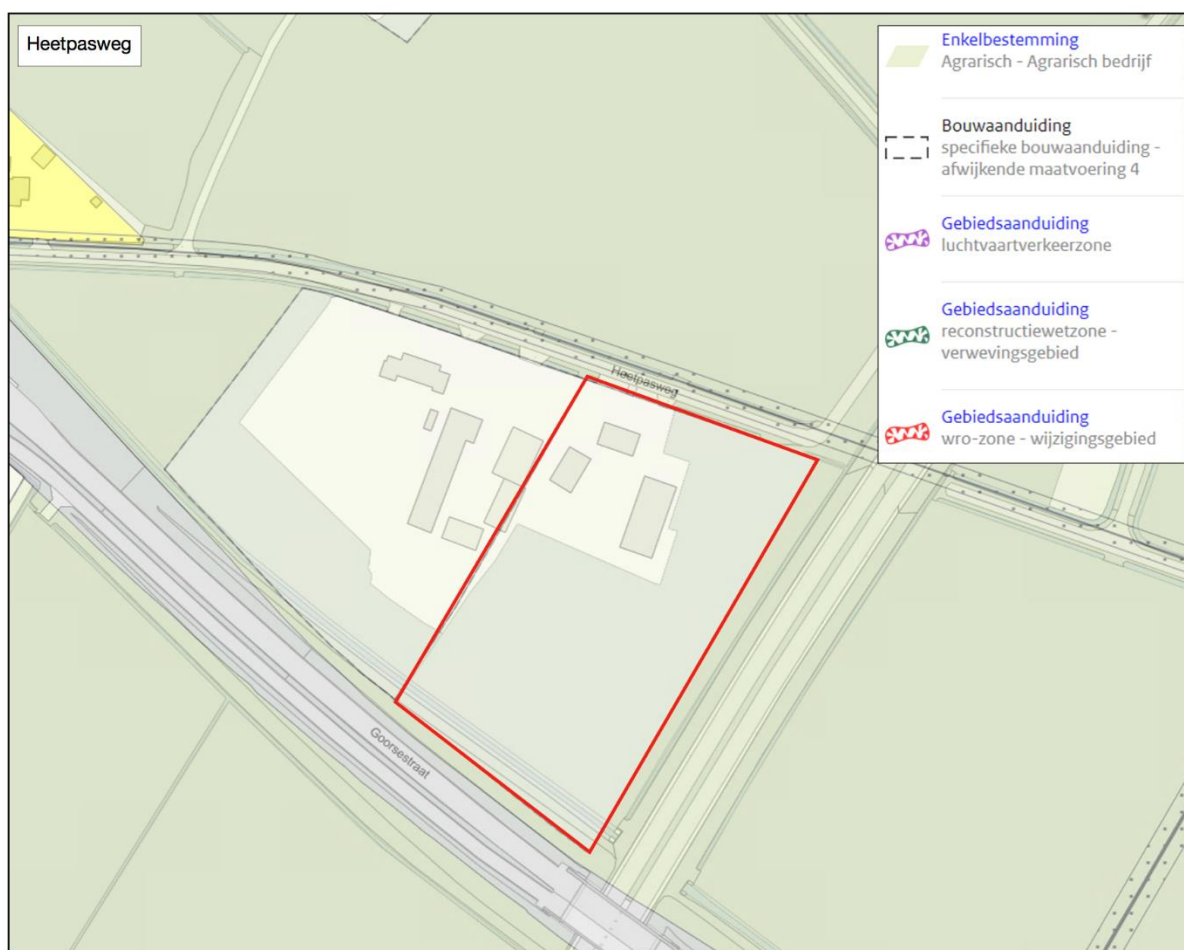 Heetpasweg
Enkelbestemming
Agrarisch - Agrarisch bedrijf
Bouwaanduiding
specifieke bouwaanduiding -
afwijkende maatvoering 4
Gebiedsaanduiding
luchtvaartverkeerzone
Gebiedsaanduiding
reconstructiewetzone -
verwevingsgebied
Gebiedsaanduiding
wro-zone - wijzigingsgebied
Heetpasweg
Goorsestraat